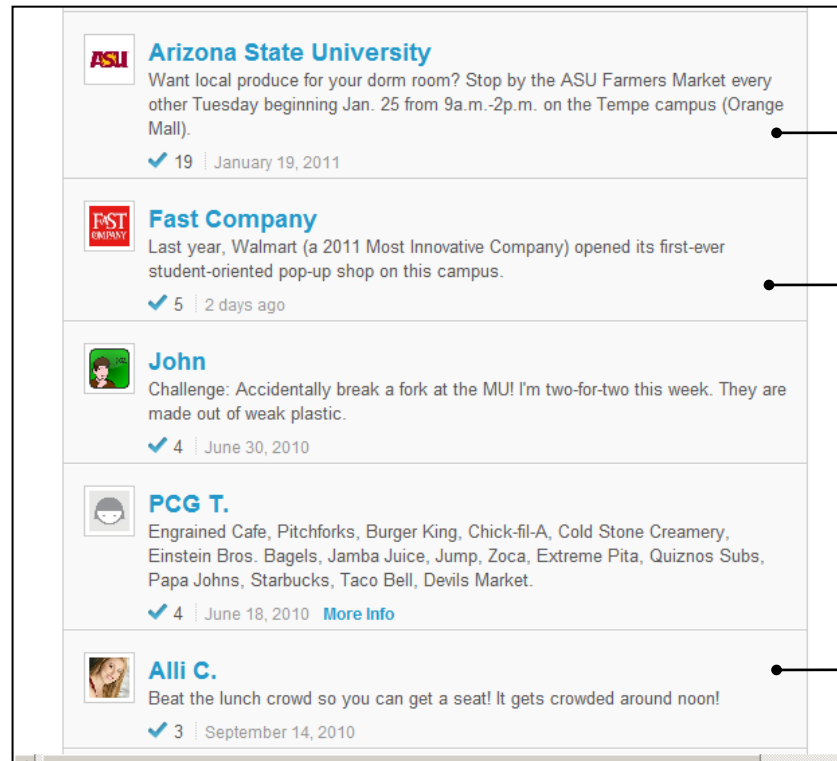 ASU
Arizona State University
Want local produce for your dorm room? Stop by the ASU Farmers Market every
other Tuesday beginning Jan. 25 from 9a.m.-2p.m. on the Tempe campus (Orange
Mall).
19 January 19, 2011
FAST
COMPANY
Fast Company
Last year, Walmart (a 2011 Most Innovative Company) opened its first-ever
student-oriented pop-up shop on this campus.
5 2 days ago
John
Challenge: Accidentally break a fork at the MU! I'm two-for-two this week. They are
made out of weak plastic.
4 June 30, 2010
PCG T.
Engrained Cafe, Pitchforks, Burger King, Chick-fil-A, Cold Stone Creamery,
Einstein Bros. Bagels, Jamba Juice, Jump, Zoca, Extreme Pita, Quiznos Subs,
Papa Johns, Starbucks, Taco Bell, Devils Market.
4 June 18, 2010 More Info
Alli C.
Beat the lunch crowd so you can get a seat! It gets crowded around noon!
3 September 14, 2010